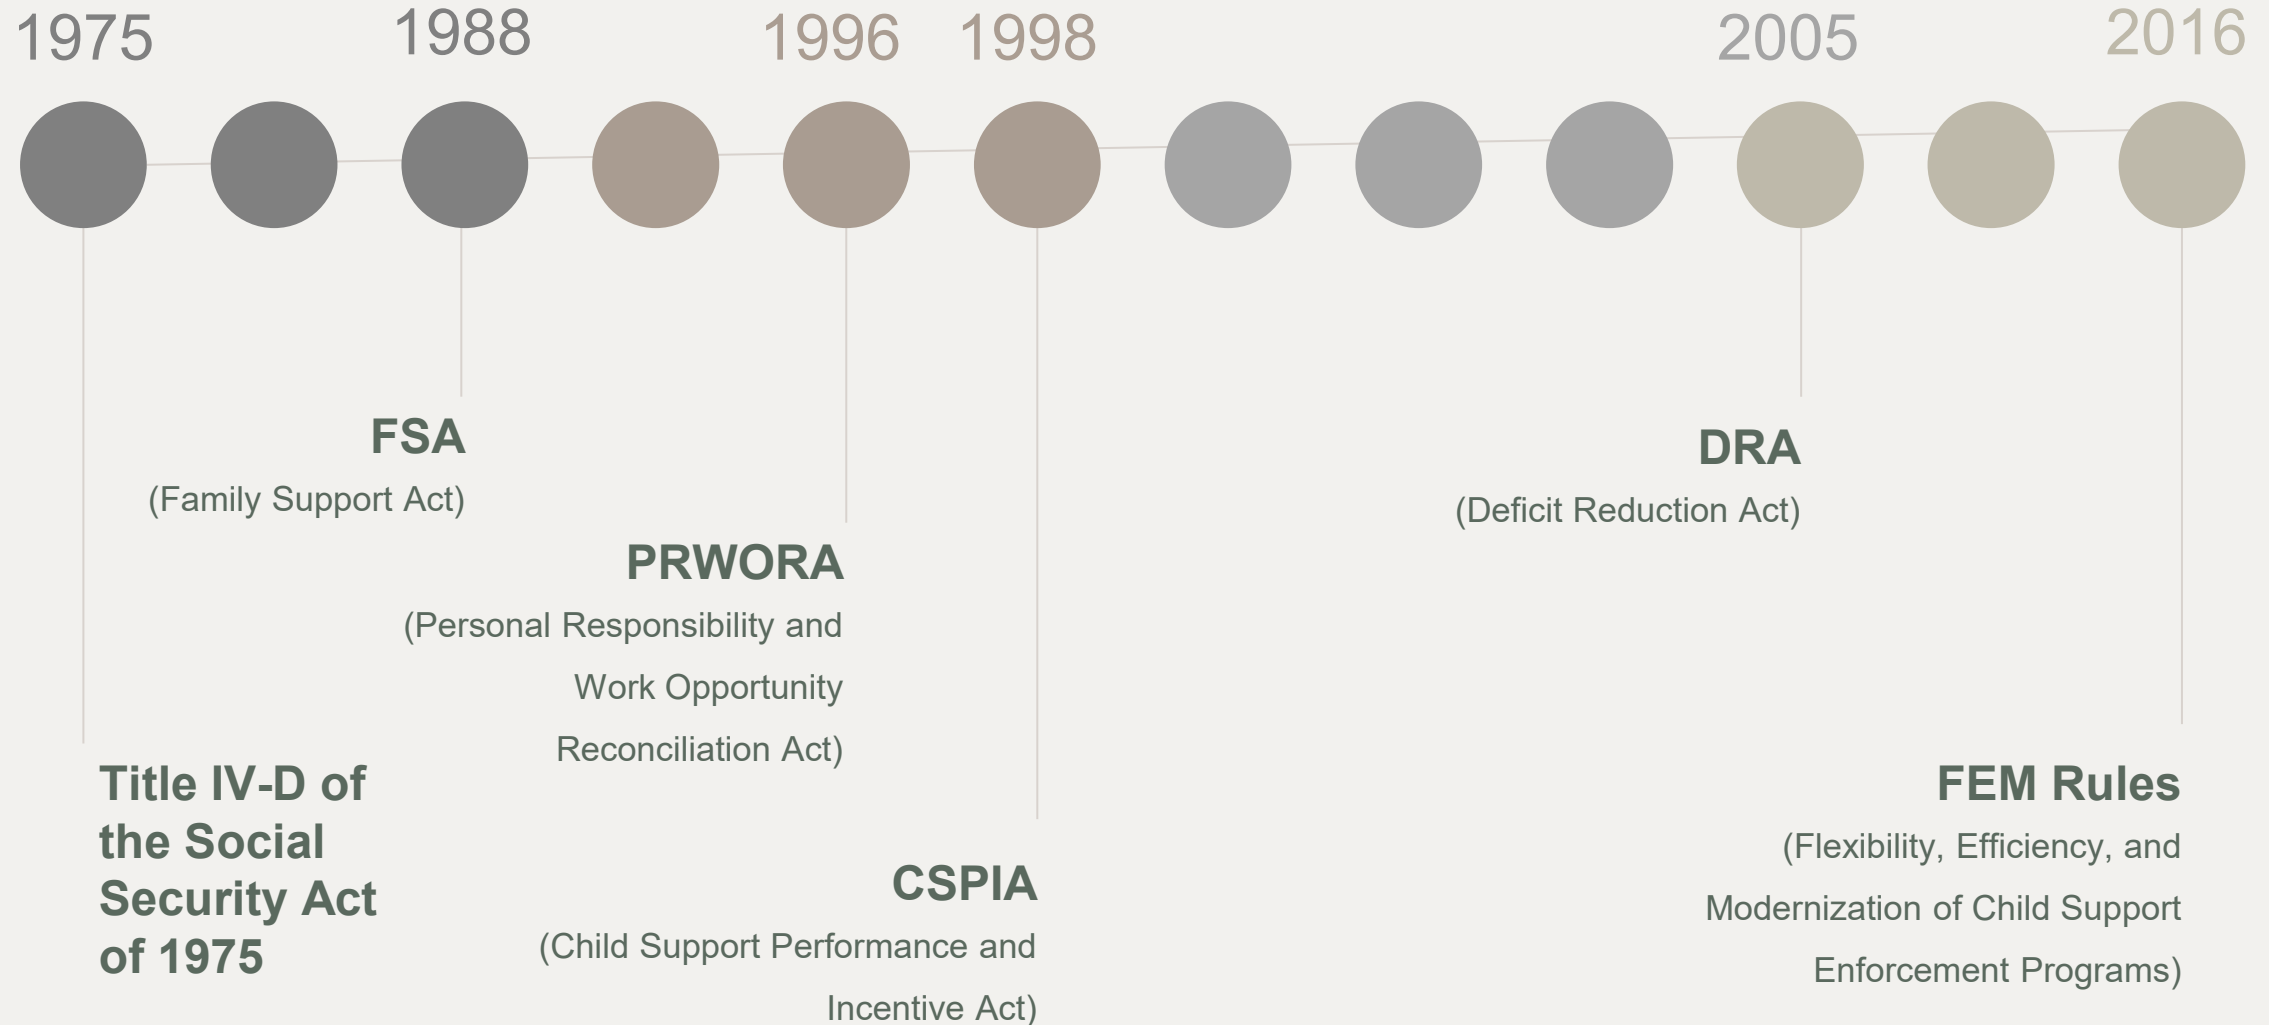 1975
1988
1996
1998
2005
2016
FSA
(Family Support Act)
DRA
(Deficit Reduction Act)
PRWORA
(Personal Responsibility and
Work Opportunity
Reconciliation Act)
Title IV-D of
the Social
Security Act
of 1975
CSPIA
(Child Support Performance and
Incentive Act)
FEM Rules
(Flexibility, Efficiency, and
Modernization of Child Support
Enforcement Programs)